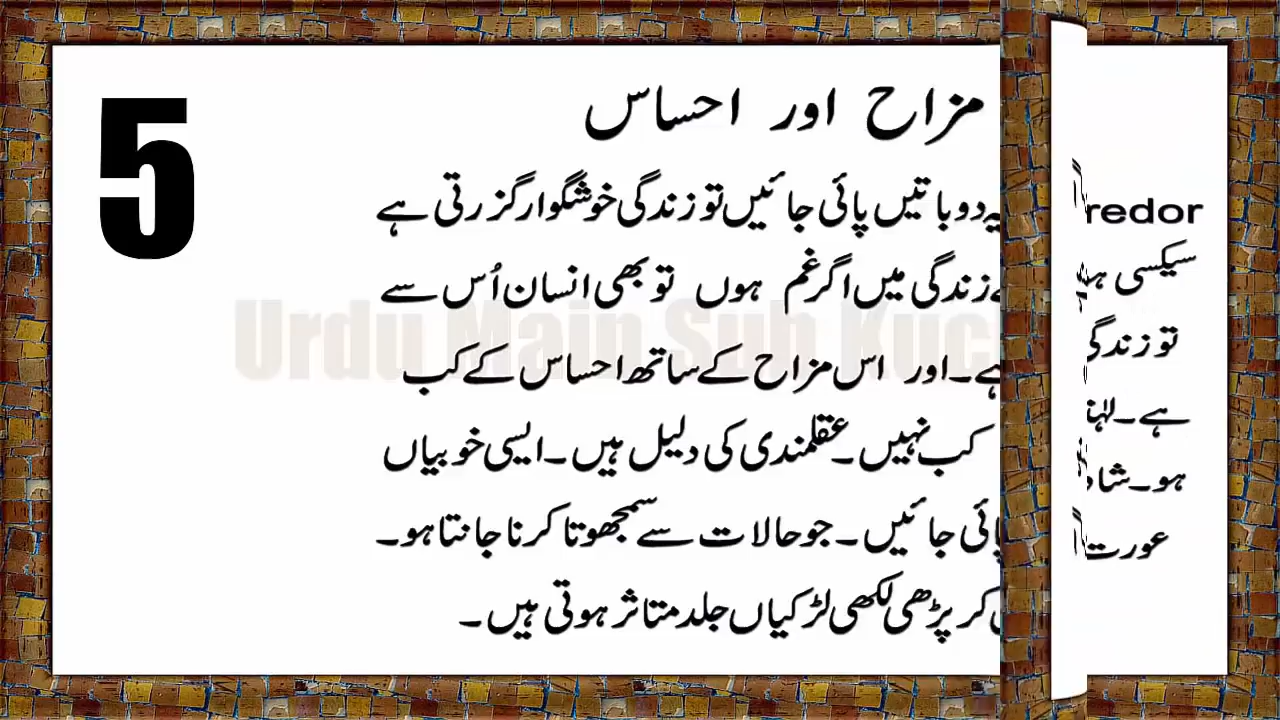 5
مزاح اور احساس
یہ دو باتیں پائی جائیں تو زندگی خوشگوار گزرتی ہے
زندگی میں اگر غم ہوں تو بھی انسان اُس سے
ہے۔ اور اس مزاح کے ساتھ احساس کے کب
کب نہیں۔ عقلمندی کی دلیل ہیں۔ ایسی خوبیاں
پائی جائیں۔ جو حالات سے سمجھوتا کرنا جانتا ہو۔
کر پڑھی لکھی لڑکیاں جلد متاثر ہوتی ہیں۔
Urdu Main Sub Kuc
redor
سیکسی
تو زندگی
ہے۔
ہو۔
عورت